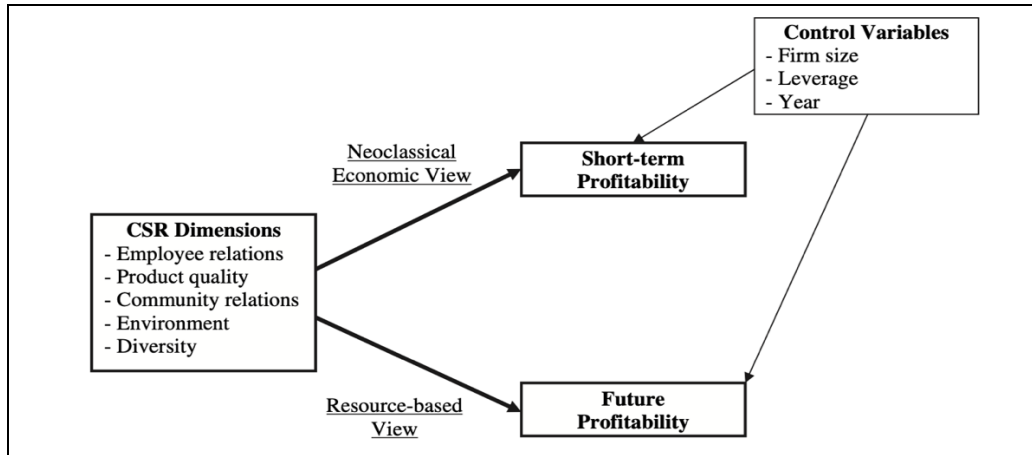 Control Variables
- Firm size
- Leverage
- Year
Neoclassical
Economic View
Short-term
Profitability
CSR Dimensions
- Employee relations
- Product quality
- Community relations
- Environment
- Diversity
Resource-based
View
Future
Profitability